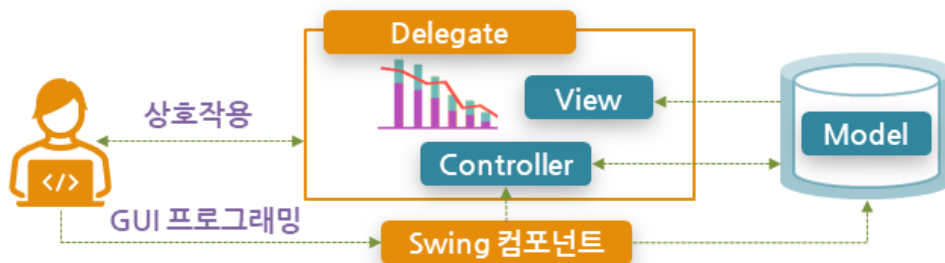 Delegate
View
상호작용
Model
Controller
</>
GUI 프로그래밍
Swing 컴포넌트